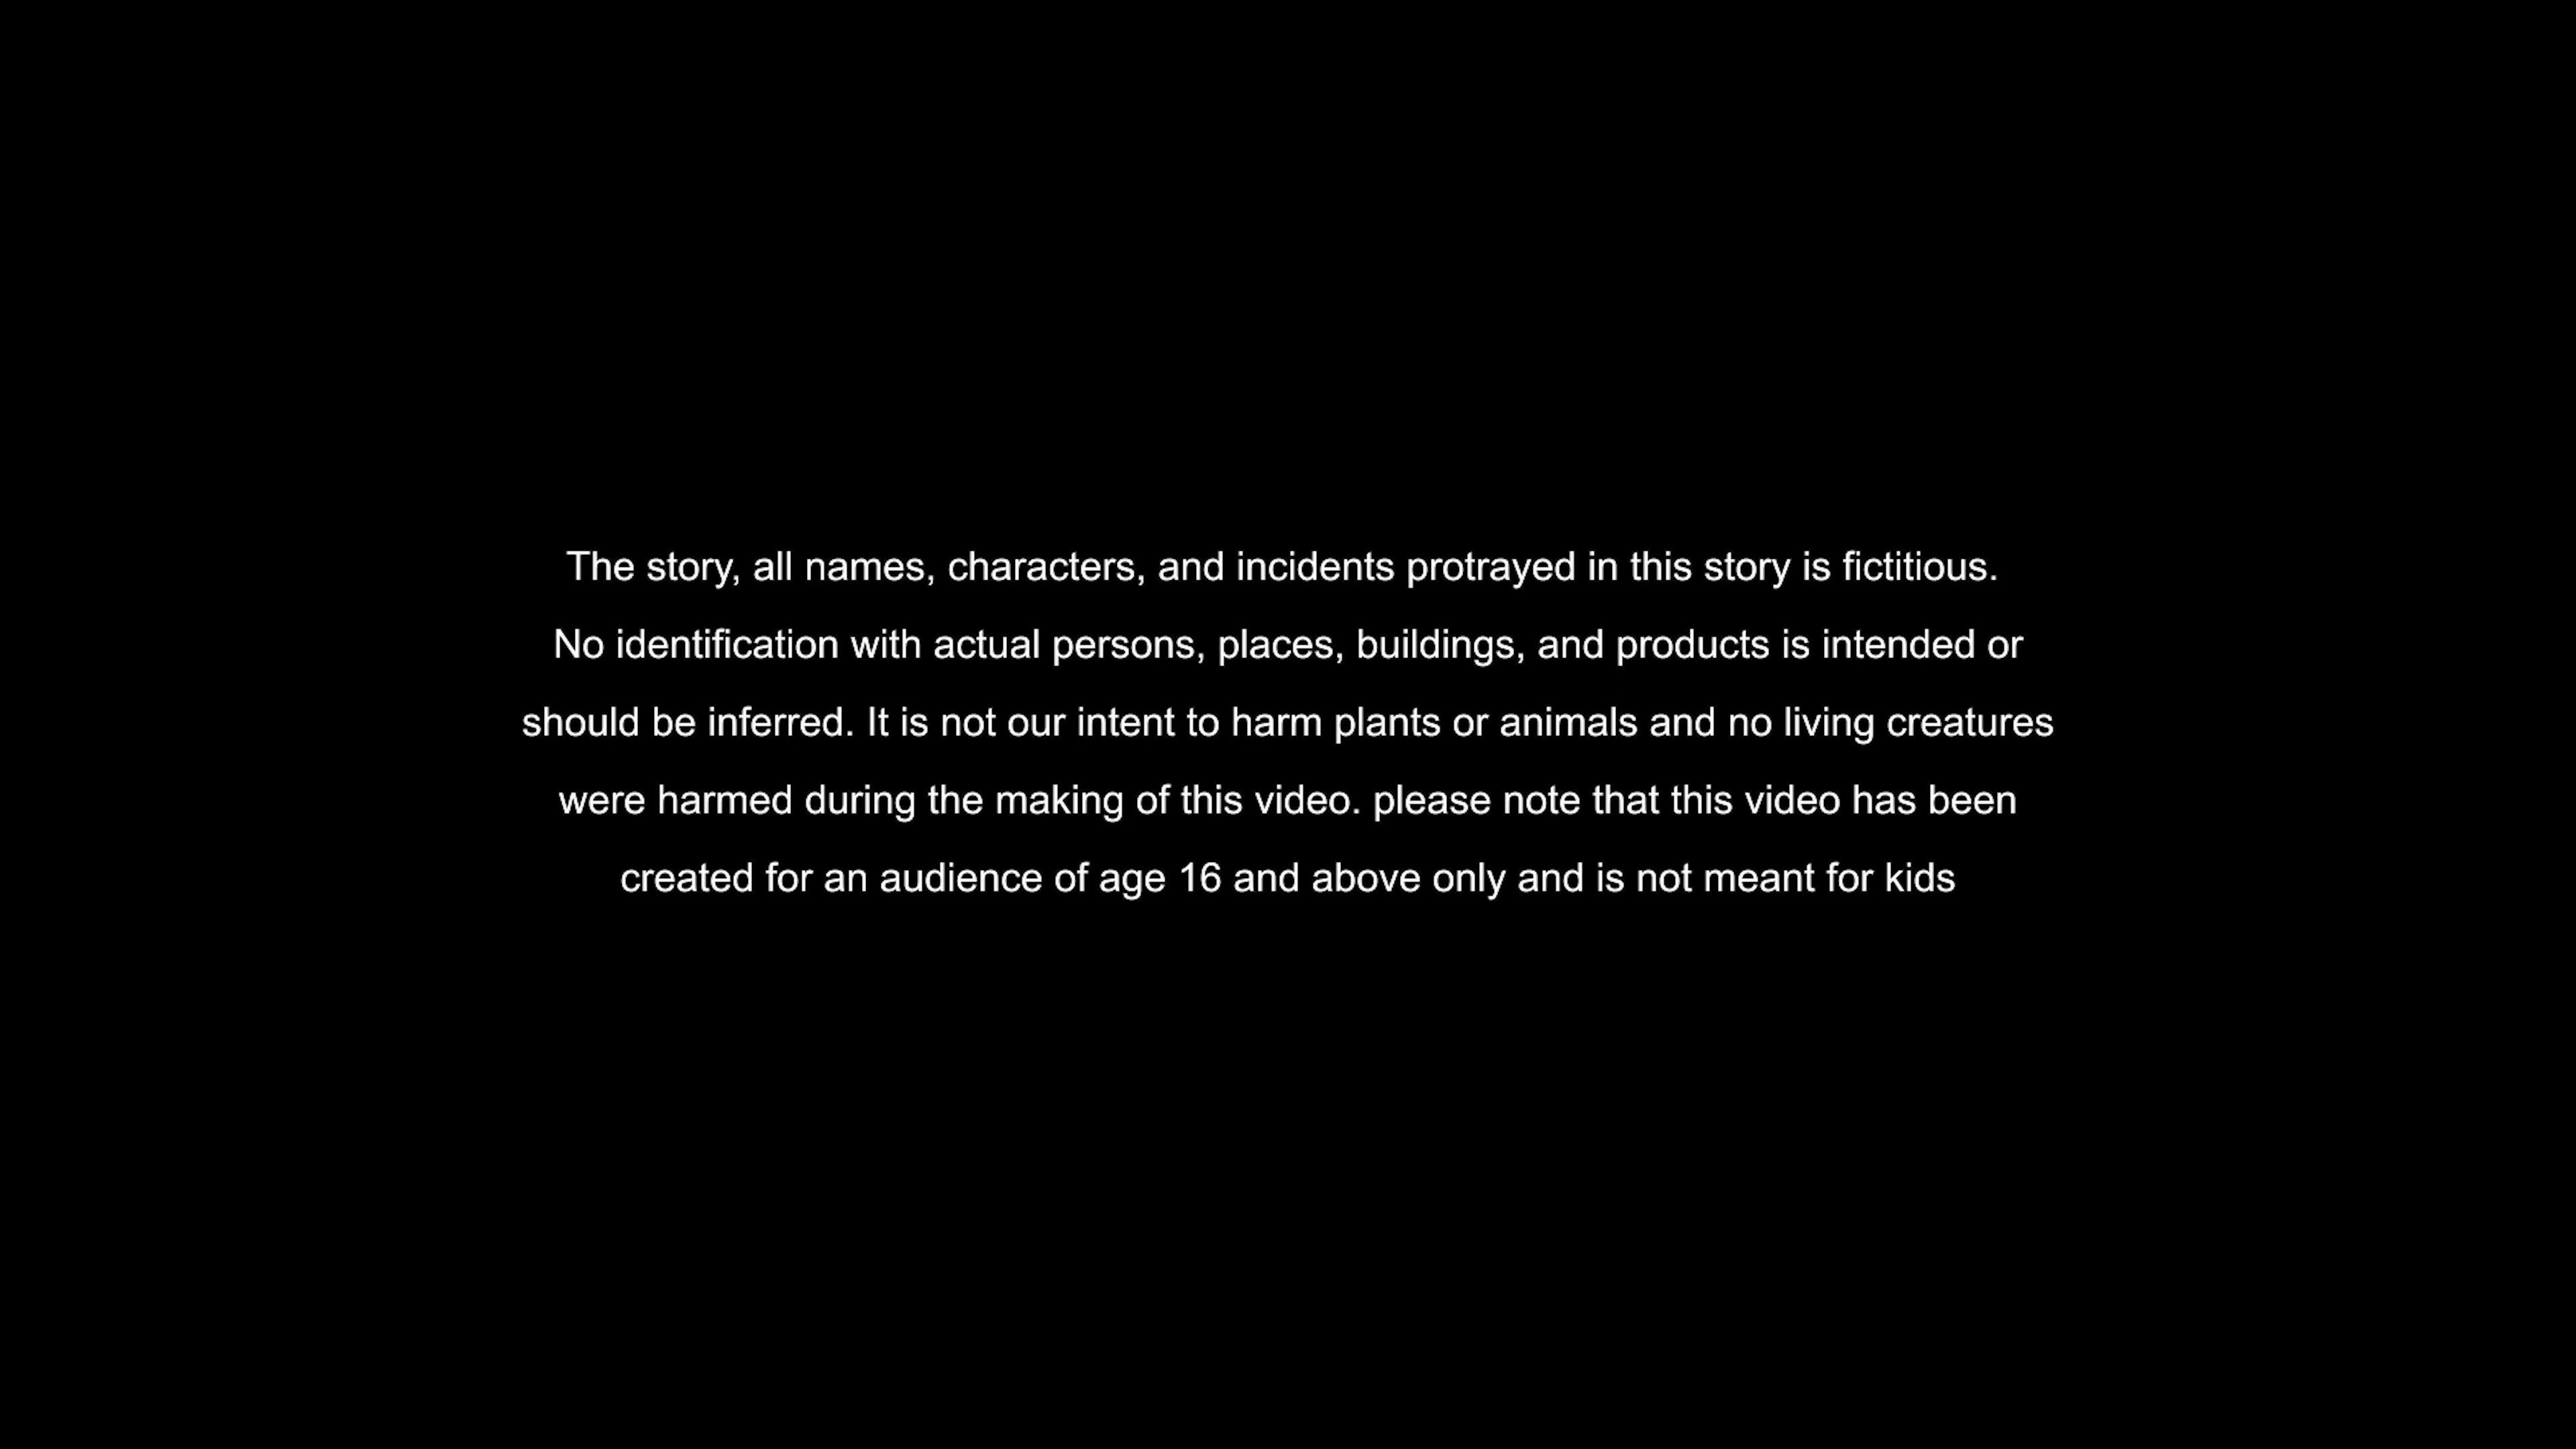 The story, all names, characters, and incidents protrayed in this story is fictitious.
No identification with actual persons, places, buildings, and products is intended or
should be inferred. It is not our intent to harm plants or animals and no living creatures
were harmed during the making of this video. please note that this video has been
created for an audience of age 16 and above only and is not meant for kids